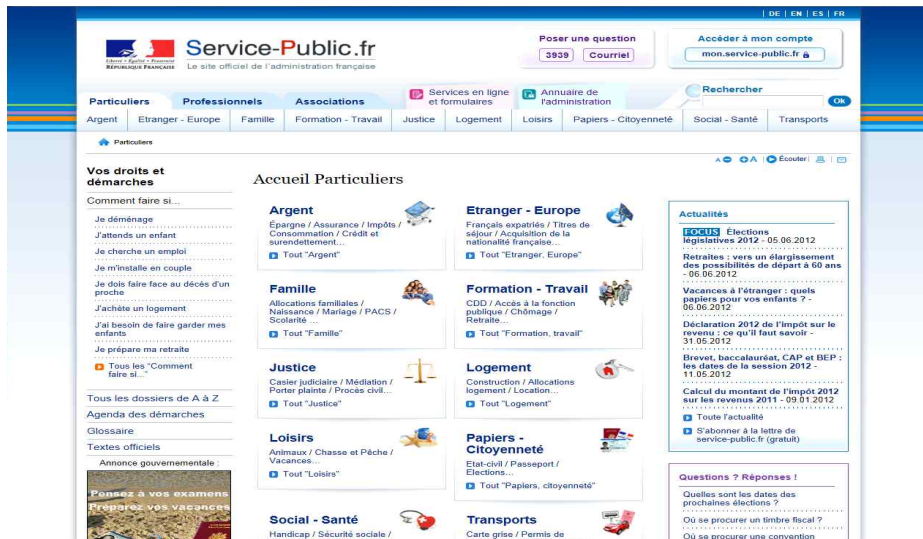 | DE | EN | ES | FR
Liberté • Égalité • Fraternité
RÉPUBLIQUE FRANÇAISE
Service-Public.fr
Le site officiel de l'administration française
Poser une question
3939 Courriel
Accéder à mon compte
mon.service-public.fr
Particuliers Professionnels Associations
Services en ligne et formulaires
Annuaire de l'administration
Rechercher
Ok
Argent Etranger - Europe Famille Formation - Travail Justice Logement Loisirs Papiers - Citoyenneté Social - Santé Transports
Particuliers
A A Écouter
Vos droits et
démarches
Comment faire si...
Je déménage
J'attends un enfant
Je cherche un emploi
Je m'installe en couple
Je dois faire face au décès d'un
proche
J'achète un logement
J'ai besoin de faire garder mes
enfants
Je prépare ma retraite
Tous les "Comment
faire si..."
Tous les dossiers de A à Z
Agenda des démarches
Glossaire
Textes officiels
Annonce gouvernementale :
Pensez à vos examens
Préparez vos vacances
Accueil Particuliers
Argent
Épargne / Assurance / Impôts /
Consommation / Crédit et
surendettement...
Tout "Argent"
Etranger - Europe
Français expatriés / Titres de
séjour / Acquisition de la
nationalité française...
Tout "Etranger, Europe"
Famille
Allocations familiales /
Naissance / Mariage / PACS /
Scolarité ...
Tout "Famille"
Formation - Travail
CDD / Accès à la fonction
publique / Chômage /
Retraite...
Tout "Formation, travail"
Justice
Casier judiciaire / Médiation /
Porter plainte / Procès civil...
Tout "Justice"
Logement
Construction / Allocations
logement / Location...
Tout "Logement"
Loisirs
Animaux / Chasse et Pêche /
Vacances...
Tout "Loisirs"
Papiers -
Citoyenneté
Etat-civil / Passeport /
Elections...
Tout "Papiers, citoyenneté"
Social - Santé
Handicap / Sécurité sociale /
Transports
Carte grise / Permis de
Actualités
FOCUS Élections
législatives 2012 - 05.06.2012
Retraites : vers un élargissement
des possibilités de départ à 60 ans
- 06.06.2012
Vacances à l'étranger : quels
papiers pour vos enfants ? -
06.06.2012
Déclaration 2012 de l'impôt sur le
revenu : ce qu'il faut savoir -
31.05.2012
Brevet, baccalauréat, CAP et BEP :
les dates de la session 2012 -
11.05.2012
Calcul du montant de l'impôt 2012
sur les revenus 2011 - 09.01.2012
Toute l'actualité
S'abonner à la lettre de
service-public.fr (gratuit)
Questions ? Réponses !
Quelles sont les dates des
prochaines élections ?
Où se procurer un timbre fiscal ?
Où se procurer une convention